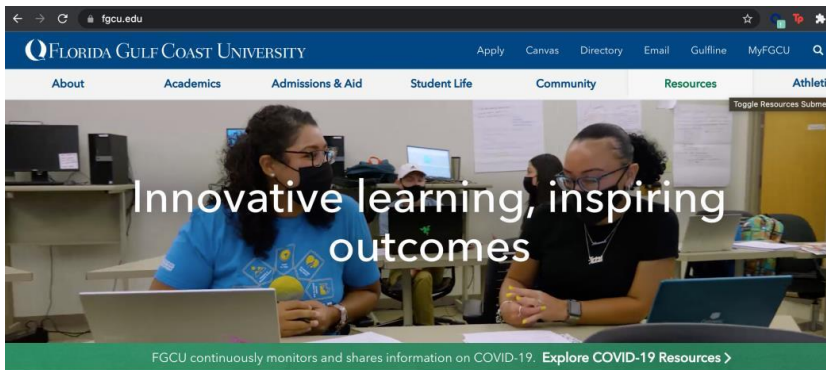 fgcu.edu
FLORIDA GULF COAST UNIVERSITY
Apply Canvas Directory Email Gulfline MyFGCU
About Academics Admissions & Aid Student Life Community Resources Athleti
Toggle Resources Subme
Innovative learning, inspiring
outcomes
FGCU continuously monitors and shares information on COVID-19. Explore COVID-19 Resources >